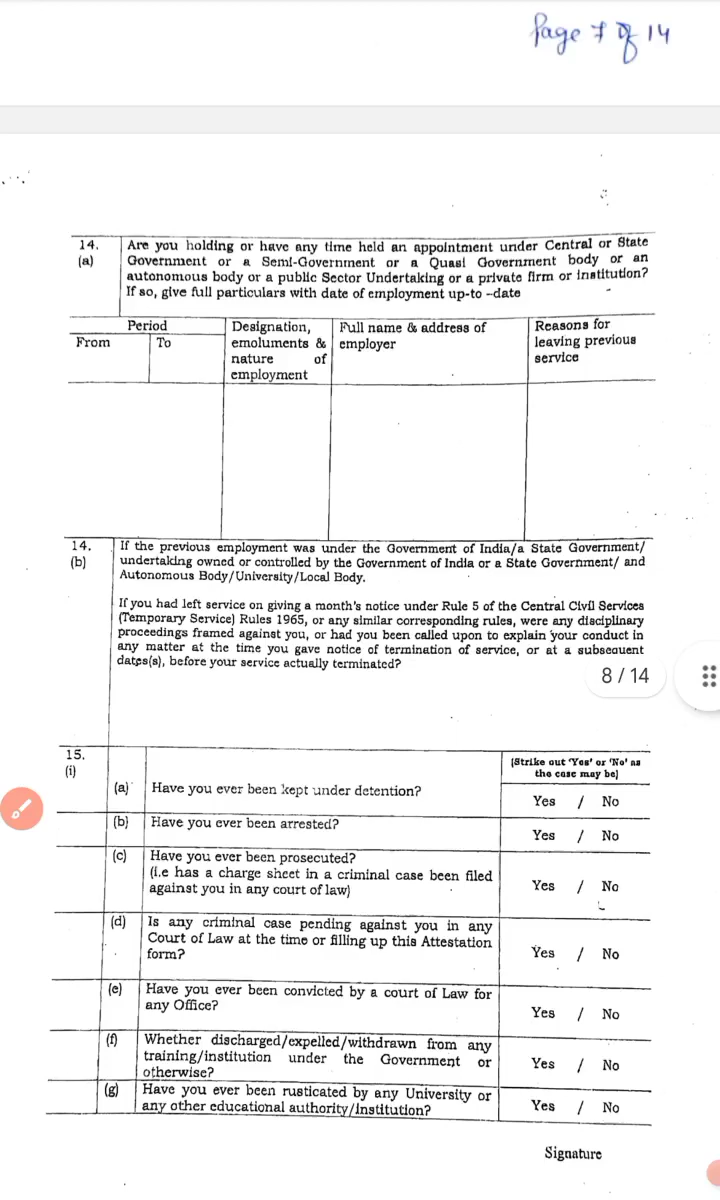 Page 7 of 14
14. Are you holding or have any time held an appointment under Central or State
(a) Government or a Semi-Government or a Quasi Government body or an
autonomous body or a public Sector Undertaking or a private firm or institution?
If so, give full particulars with date of employment up-to –date
Period
From To
Designation,
emoluments &
nature of
employment
Full name & address of
employer
Reasons for
leaving previous
service
14. If the previous employment was under the Government of India/a State Government/
(b) undertaking owned or controlled by the Government of India or a State Government/ and
Autonomous Body/University/Local Body.
If you had left service on giving a month's notice under Rule 5 of the Central Civil Services
(Temporary Service) Rules 1965, or any similar corresponding rules, were any disciplinary
proceedings framed against you, or had you been called upon to explain your conduct in
any matter at the time you gave notice of termination of service, or at a subsequent
dates(s), before your service actually terminated?
8 / 14
15.
(i)
(Strike out 'Yes' or 'No' as
the case may be)
(a) Have you ever been kept under detention? Yes / No
(b) Have you ever been arrested? Yes / No
(c) Have you ever been prosecuted?
(i.e has a charge sheet in a criminal case been filed
against you in any court of law) Yes / No
(d) Is any criminal case pending against you in any
Court of Law at the time or filling up this Attestation
form? Yes / No
(e) Have you ever been convicted by a court of Law for
any Office? Yes / No
(f) Whether discharged/expelled/withdrawn from any
training/institution under the Government or
otherwise? Yes / No
(g) Have you ever been rusticated by any University or
any other educational authority/Institution? Yes / No
Signature